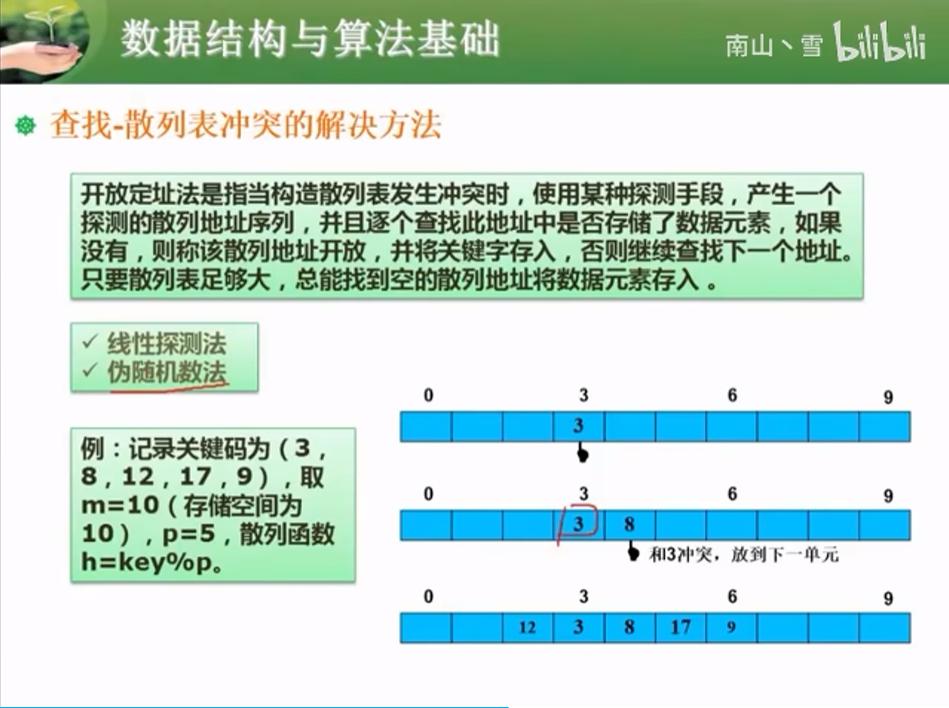 数据结构与算法基础
南山丶雪 bilibili
查找-散列表冲突的解决方法
开放定址法是指当构造散列表发生冲突时，使用某种探测手段，产生一个
探测的散列地址序列，并且逐个查找此地址中是否存储了数据元素，如果
没有，则称该散列地址开放，并将关键字存入，否则继续查找下一个地址。
只要散列表足够大，总能找到空的散列地址将数据元素存入 。
✓ 线性探测法
✓ 伪随机数法
例：记录关键码为（3，
8，12，17，9），取
m=10（存储空间为
10），p=5，散列函数
h=key%p。
0 3 6 9
3
0 3 6 9
3 8
和3冲突，放到下一单元
0 3 6 9
12 3 8 17 9